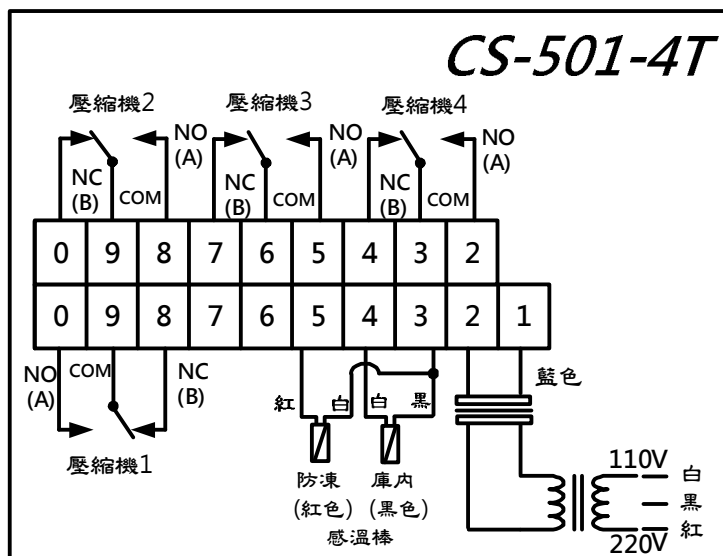 CS-501-4T
壓縮機2 壓縮機3 壓縮機4
NO NO NO
(A) (A) (A)
NC NC NC
(B) COM (B) COM (B) COM
0 9 8 7 6 5 4 3 2
0 9 8 7 6 5 4 3 2 1
NO COM NC
(A) (B)
藍色
紅 白 白 黑
壓縮機1
防凍 庫內
(紅色) (黑色)
感溫棒
110V 白
黑
220V 紅